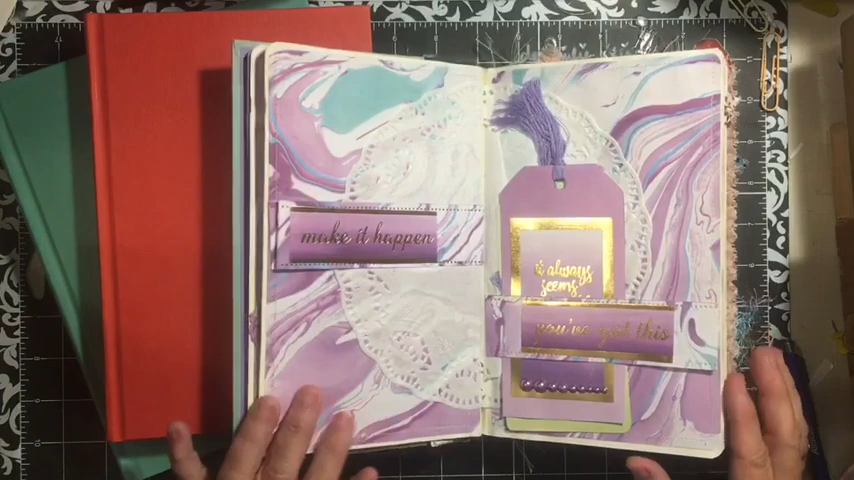 make it happen
it always
seems
you've got this